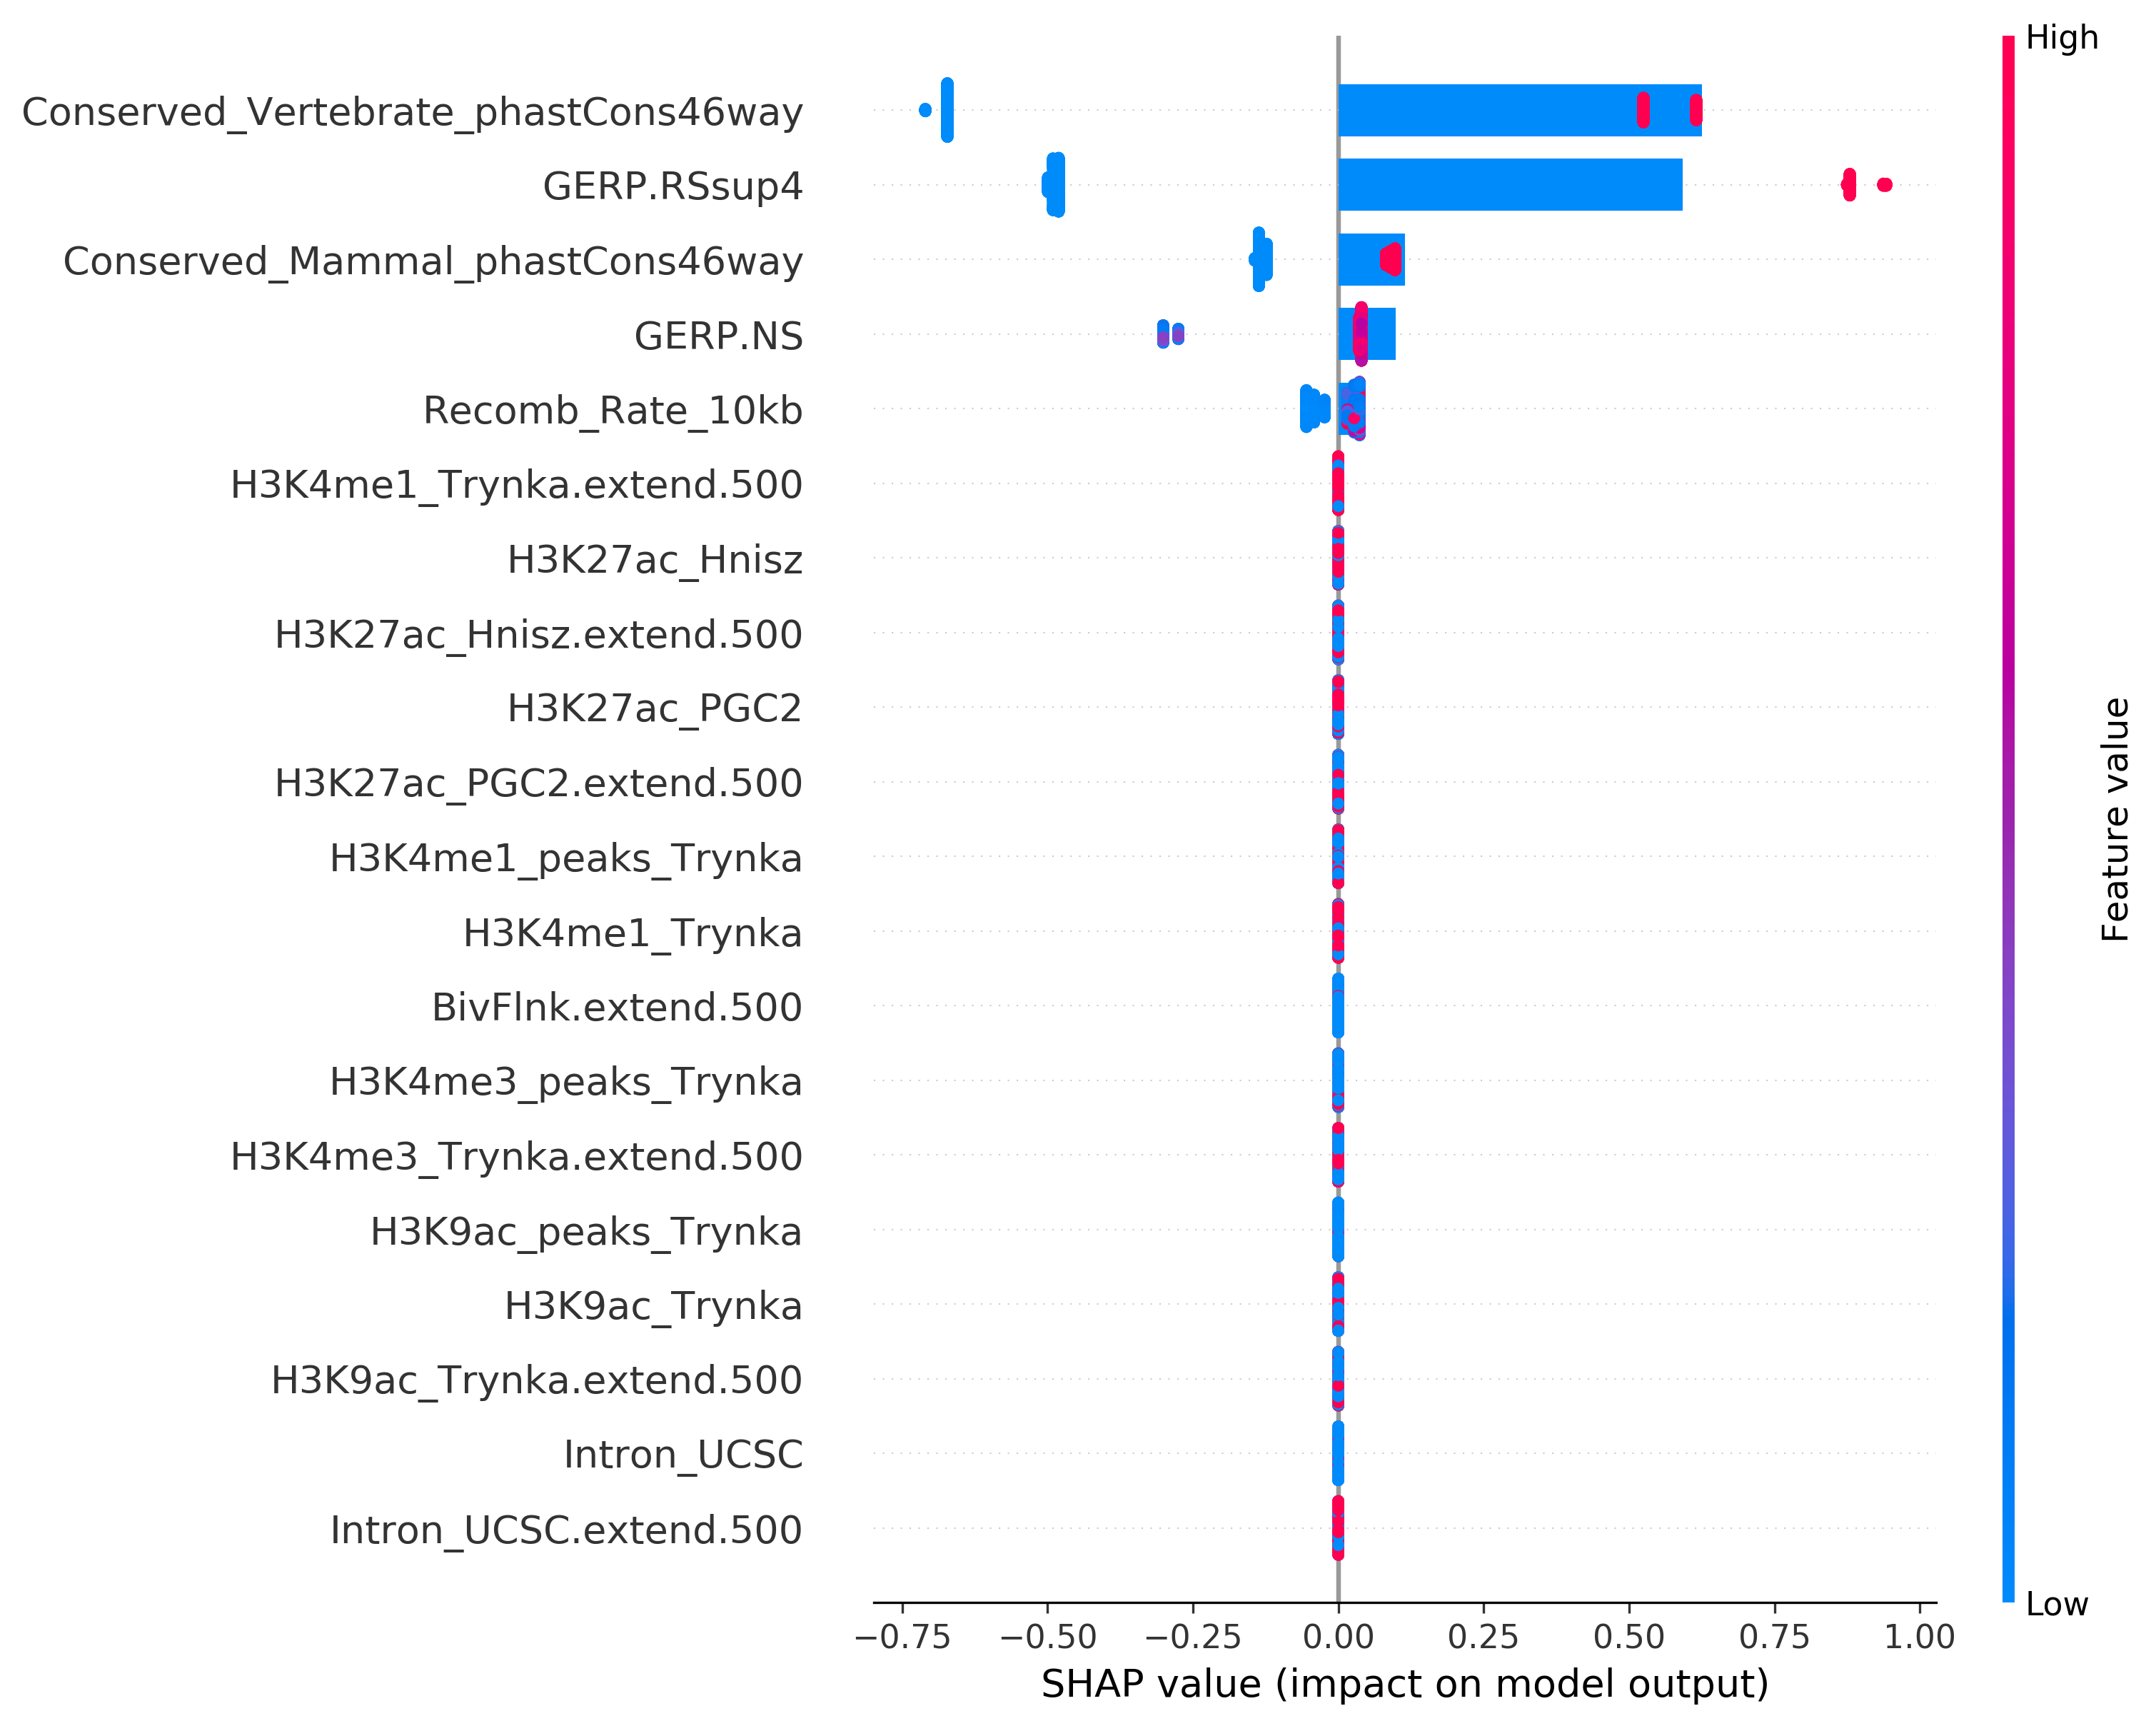 High
Conserved_Vertebrate_phastCons46way
GERP.RSsup4
Conserved_Mammal_phastCons46way
GERP.NS
Recomb_Rate_10kb
H3K4me1_Trynka.extend.500
H3K27ac_Hnisz
H3K27ac_Hnisz.extend.500
H3K27ac_PGC2
H3K27ac_PGC2.extend.500
H3K4me1_peaks_Trynka
H3K4me1_Trynka
BivFlnk.extend.500
H3K4me3_peaks_Trynka
H3K4me3_Trynka.extend.500
H3K9ac_peaks_Trynka
H3K9ac_Trynka
H3K9ac_Trynka.extend.500
Intron_UCSC
Intron_UCSC.extend.500
Feature value
Low
−0.75 −0.50 −0.25 0.00 0.25 0.50 0.75 1.00
SHAP value (impact on model output)